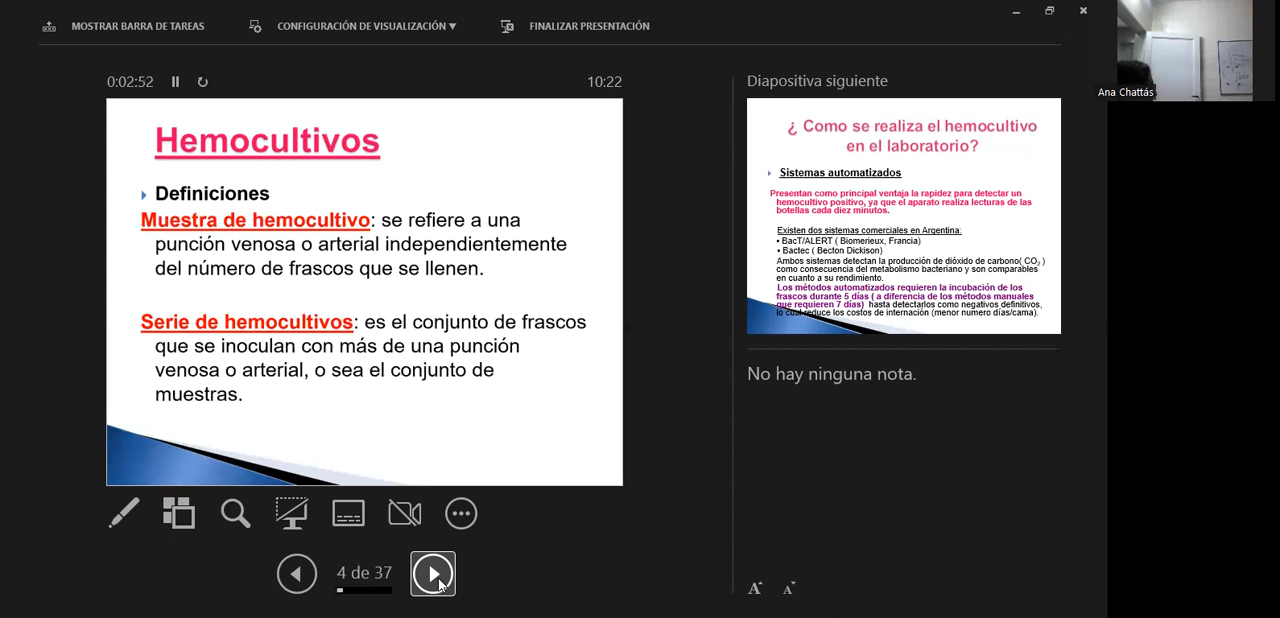 MOSTRAR BARRA DE TAREAS
CONFIGURACIÓN DE VISUALIZACIÓN ▼
FINALIZAR PRESENTACIÓN
Ana Chattás
0:02:52
10:22
Hemocultivos
Definiciones
Muestra de hemocultivo: se refiere a una
punción venosa o arterial independientemente
del número de frascos que se llenen.
Serie de hemocultivos: es el conjunto de frascos
que se inoculan con más de una punción
venosa o arterial, o sea el conjunto de
muestras.
4 de 37
Diapositiva siguiente
¿ Como se realiza el hemocultivo
en el laboratorio?
Sistemas automatizados
Presentan como principal ventaja la rapidez para detectar un
hemocultivo positivo, ya que el aparato realiza lecturas de las
botellas cada diez minutos.
Existen dos sistemas comerciales en Argentina:
• BacT/ALERT ( Biomerieux, Francia)
• Bactec ( Becton Dickison)
Ambos sistemas detectan la producción de dióxido de carbono( CO₂ )
como consecuencia del metabolismo bacteriano y son comparables
en cuanto a su rendimiento.
Los métodos automatizados requieren la incubación de los
frascos durante 5 días ( a diferencia de los métodos manuales
que requieren 7 días) hasta detectarlos como negativos definitivos,
lo cual reduce los costos de internación (menor numero días/cama).
No hay ninguna nota.
A A